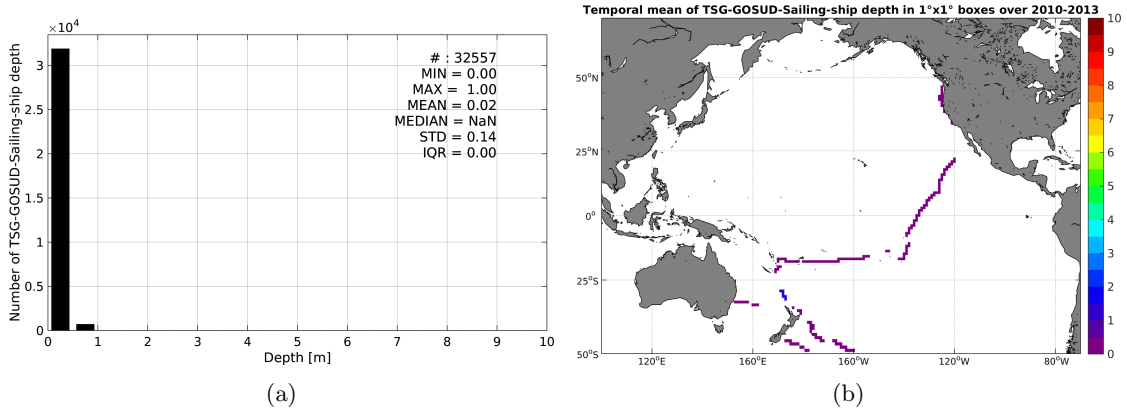 ×10⁴
3
2.5
2
1.5
1
0.5
0
0 1 2 3 4 5 6 7 8 9 10
Number of TSG-GOSUD-Sailing-ship depth
Depth [m]
# : 32557
MIN = 0.00
MAX = 1.00
MEAN = 0.02
MEDIAN = NaN
STD = 0.14
IQR = 0.00
(a)
Temporal mean of TSG-GOSUD-Sailing-ship depth in 1°x1° boxes over 2010-2013
50°N
25°N
0°
25°S
50°S
120°E 160°E 160°W 120°W 80°W
10
9
8
7
6
5
4
3
2
1
0
(b)